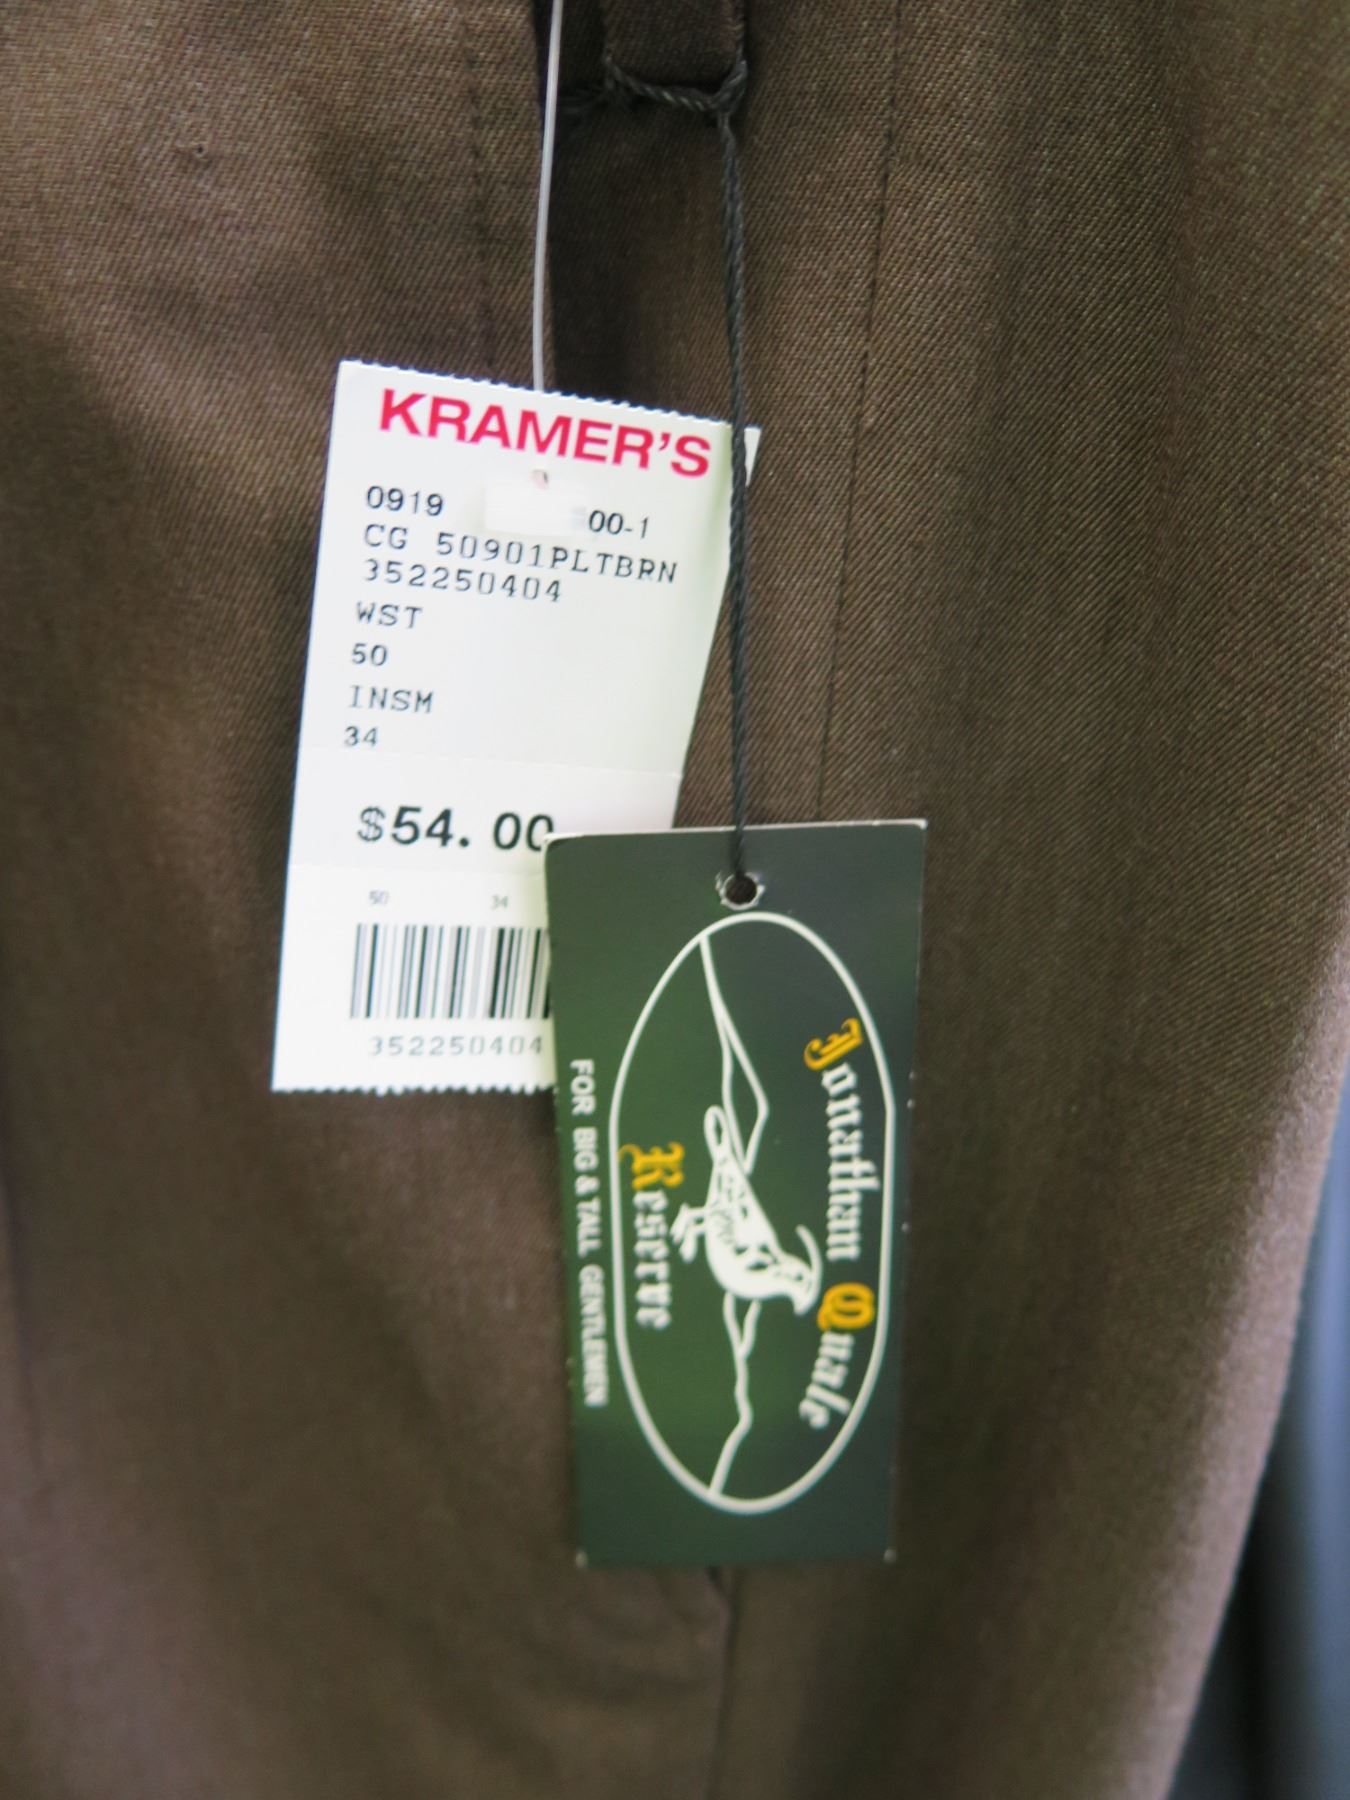 KRAMER'S
0919 00-1
CG 50901PLTBRN
352250404
WST
50
INSM
34
$54.00
50 34
352250404
Jonathan Quale
Reserve
FOR BIG & TALL GENTLEMEN